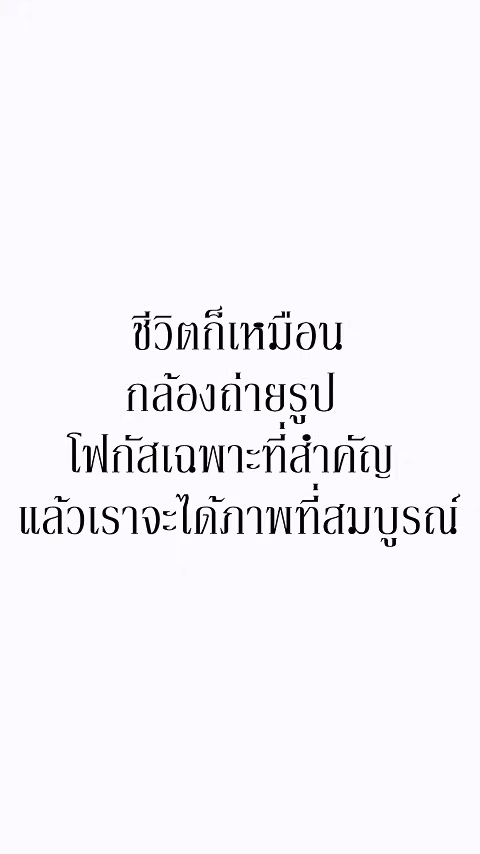 ชีวิตก็เหมือน
กล้องถ่ายรูป
โฟกัสเฉพาะที่สำคัญ
แล้วเราจะได้ภาพที่สมบูรณ์